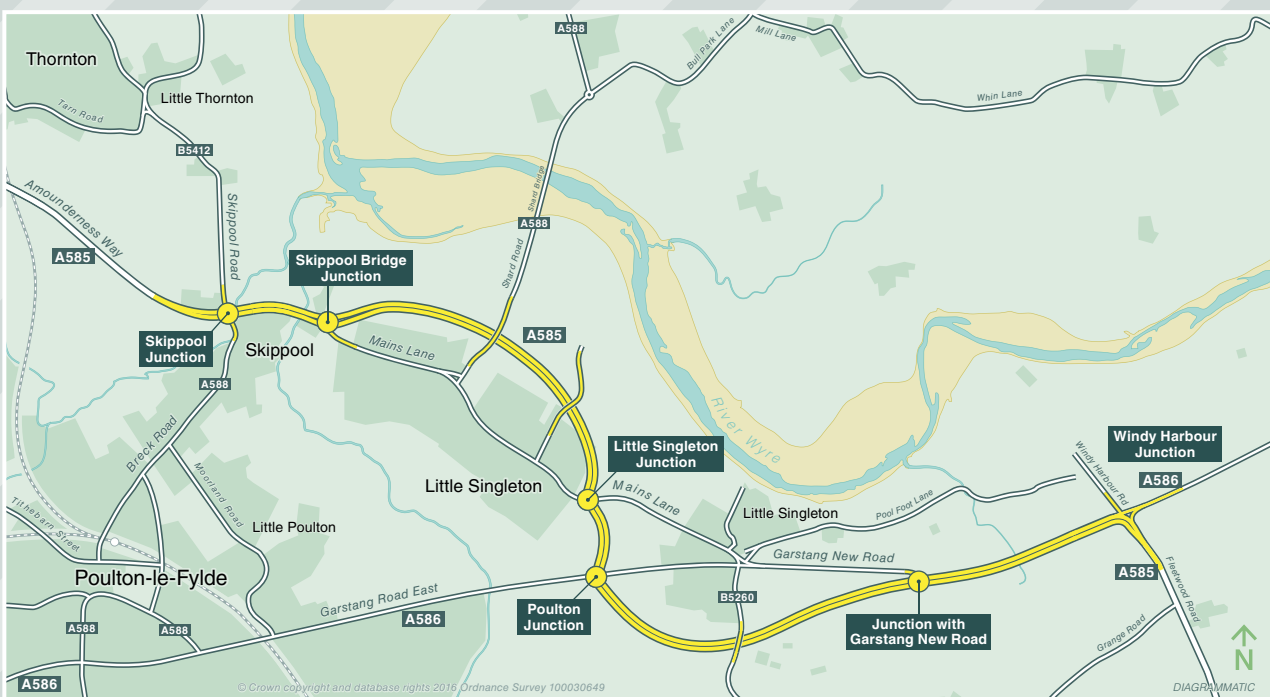 Thornton
Little Thornton
Tarn Road
B5412
A588
Bull Park Lane
Mill Lane
Whin Lane
Amounderness Way
A585
Skippool Road
Skippool Bridge
Junction
Shard Bridge
A588
Shard Road
Skippool
Junction
Skippool
Mains Lane
A585
A588
River Wyre
Breck Road
Moorland Road
Little Singleton
Junction
Windy Harbour
Junction
A586
Windy Harbour Rd
Little Singleton
Mains Lane
Little Singleton
Pool Foot Lane
Tithebarn Street
Little Poulton
Garstang New Road
Poulton-le-Fylde
A585
Fleetwood Road
B5260
Garstang Road East
A586
Poulton
Junction
Junction with
Garstang New Road
A588
A588
Grange Road
N
A586
© Crown copyright and database rights 2016 Ordnance Survey 100030649
DIAGRAMMATIC